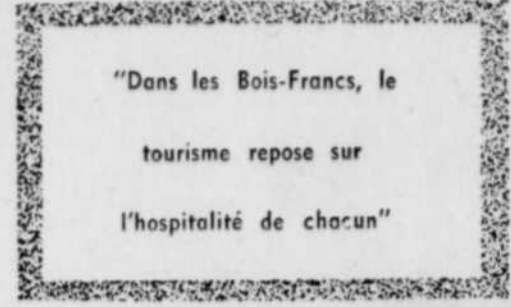 "Dans les Bois-Francs, le
tourisme repose sur
l'hospitalité de chacun"